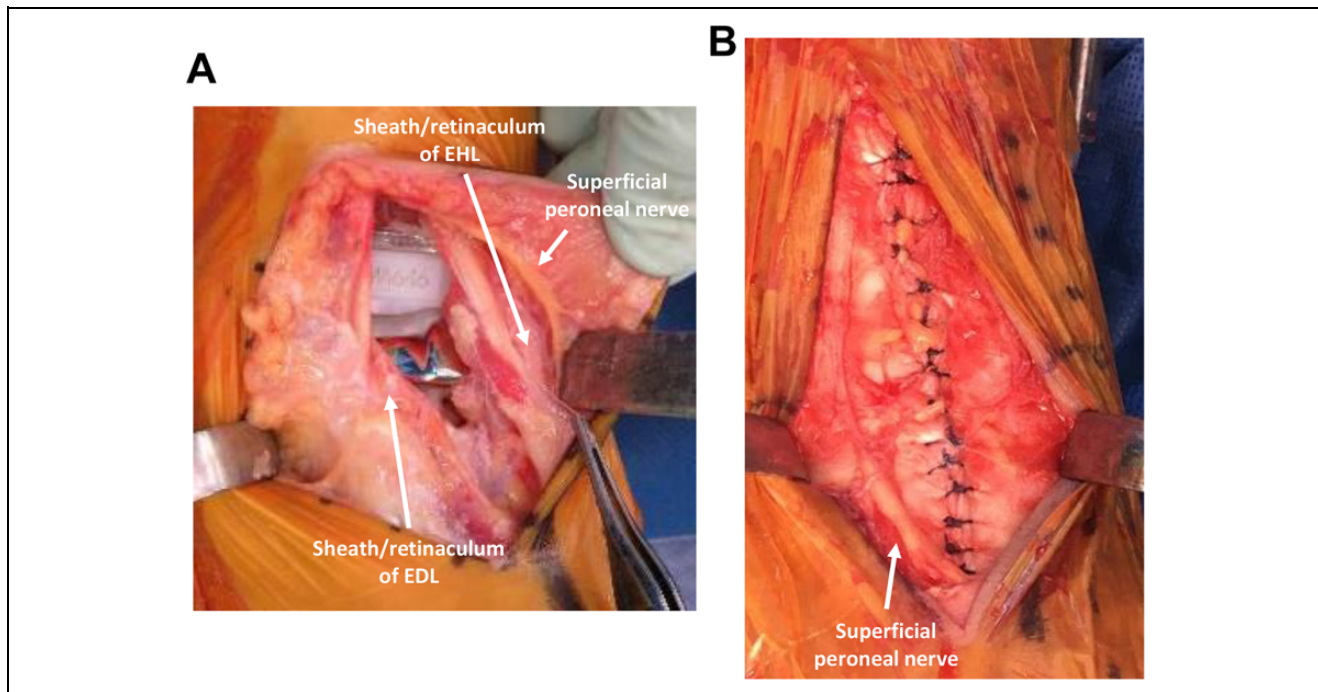 A
Sheath/retinaculum
of EHL
Superficial
peroneal nerve
Sheath/retinaculum
of EDL
B
Superficial
peroneal nerve